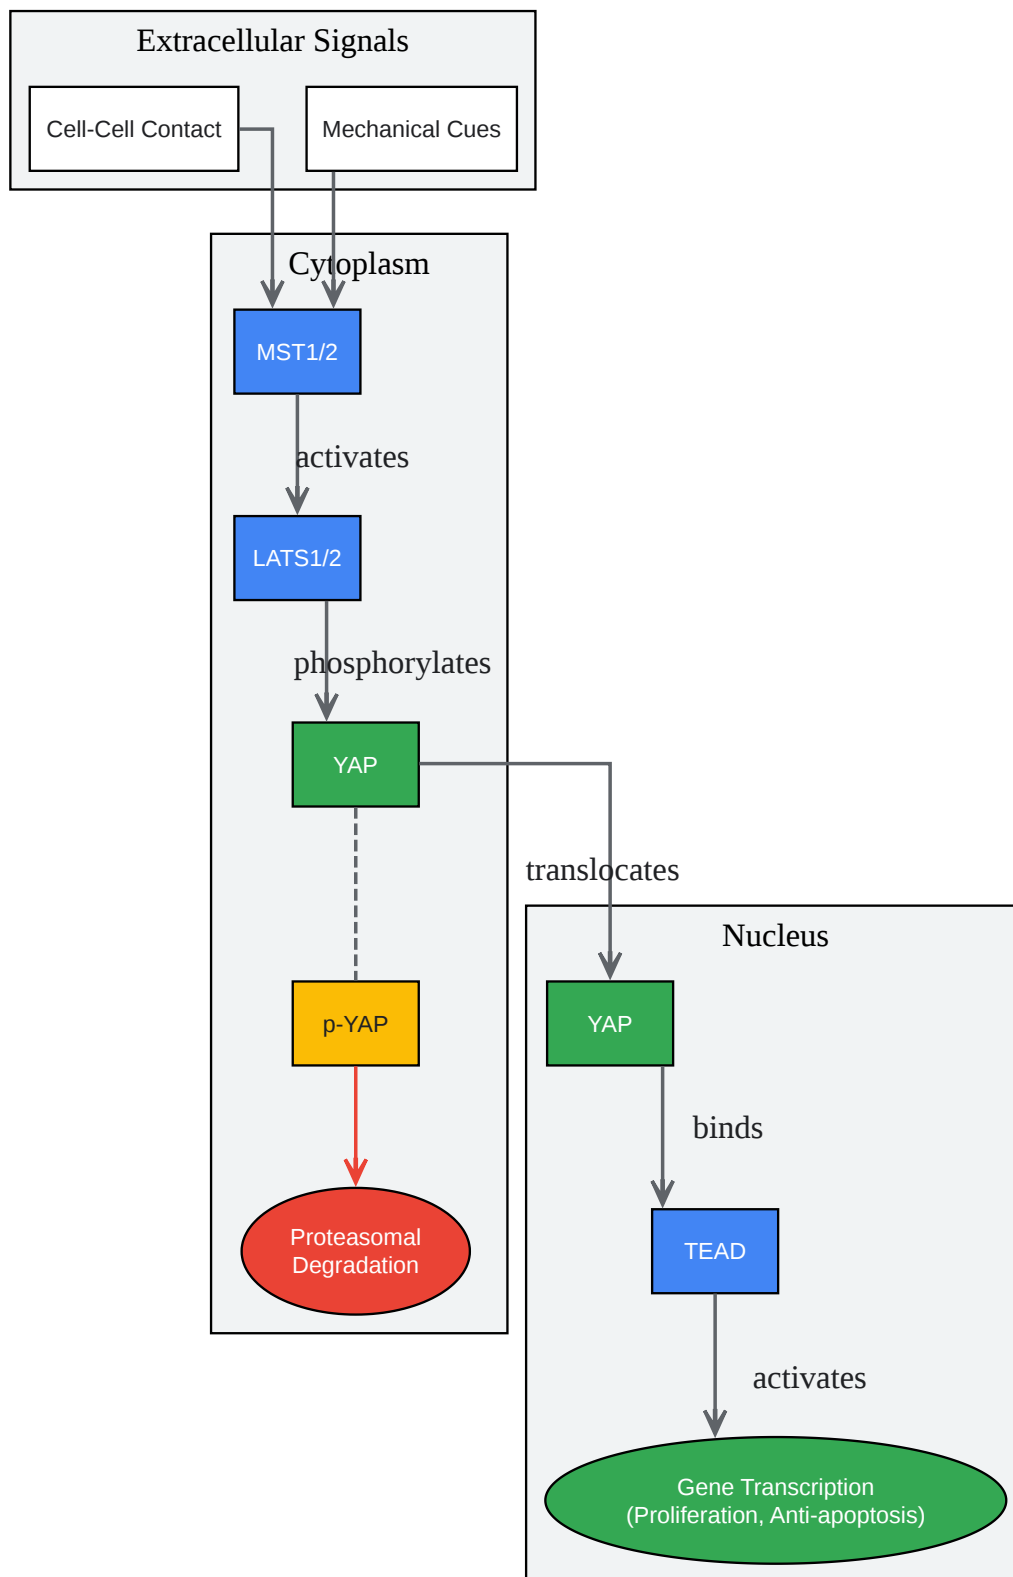 Extracellular Signals
Cell-Cell Contact
Mechanical Cues
Cytoplasm
MST1/2
activates
LATS1/2
phosphorylates
YAP
translocates
Nucleus
p-YAP
YAP
binds
Proteasomal
Degradation
TEAD
activates
Gene Transcription
(Proliferation, Anti-apoptosis)